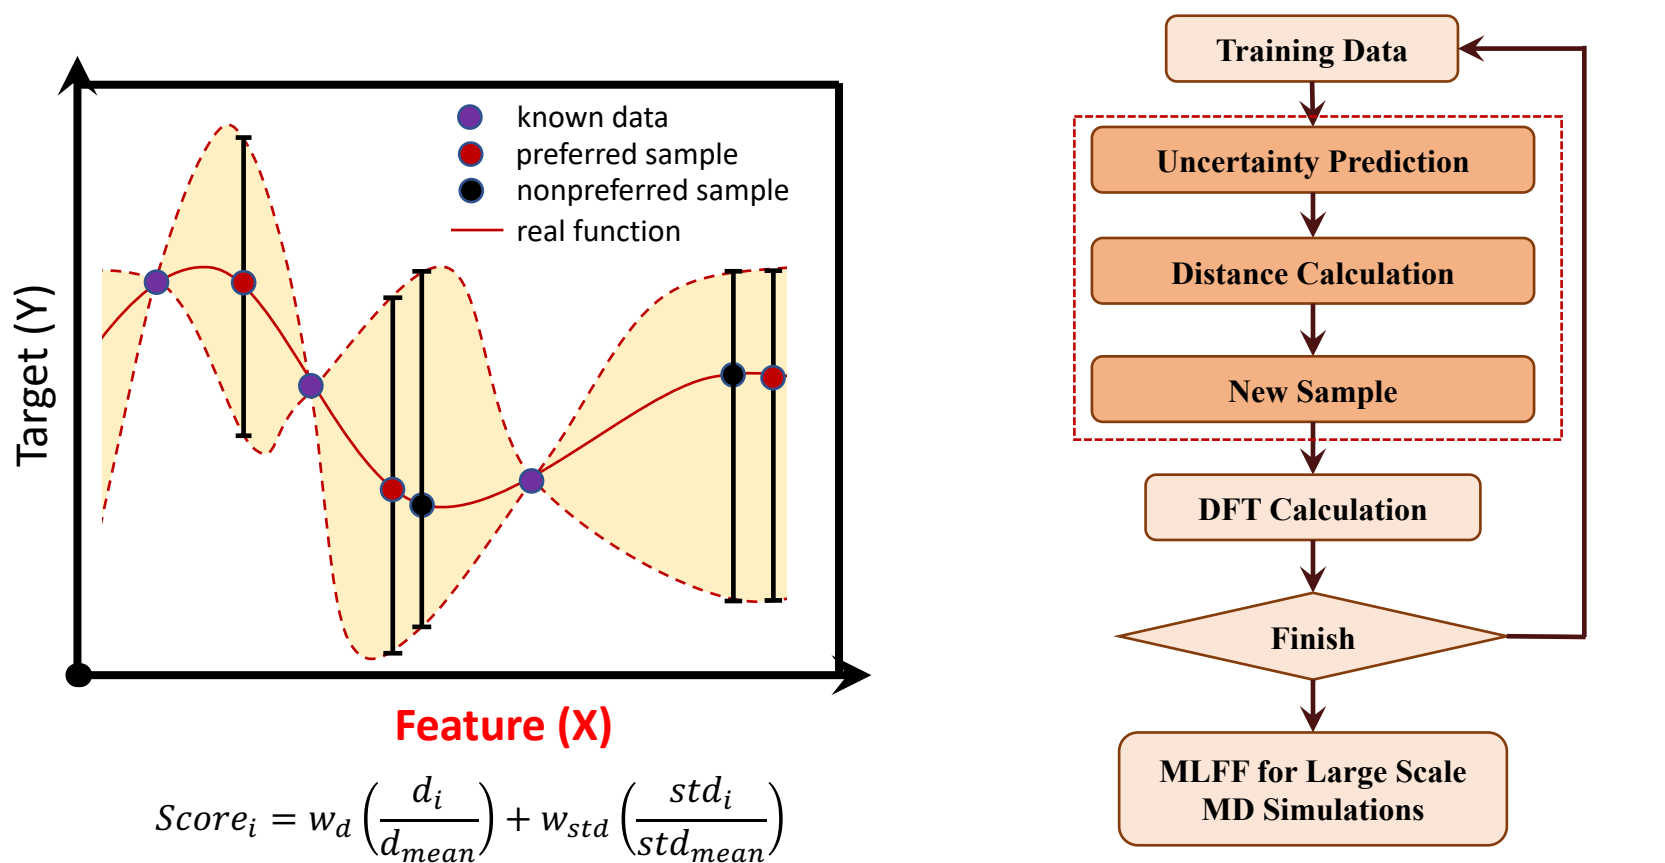 known data
preferred sample
nonpreferred sample
real function
Target (Y)
Feature (X)
Score_i = w_d (d_i / d_mean) + w_std (std_i / std_mean)
Training Data
Uncertainty Prediction
Distance Calculation
New Sample
DFT Calculation
Finish
MLFF for Large Scale
MD Simulations